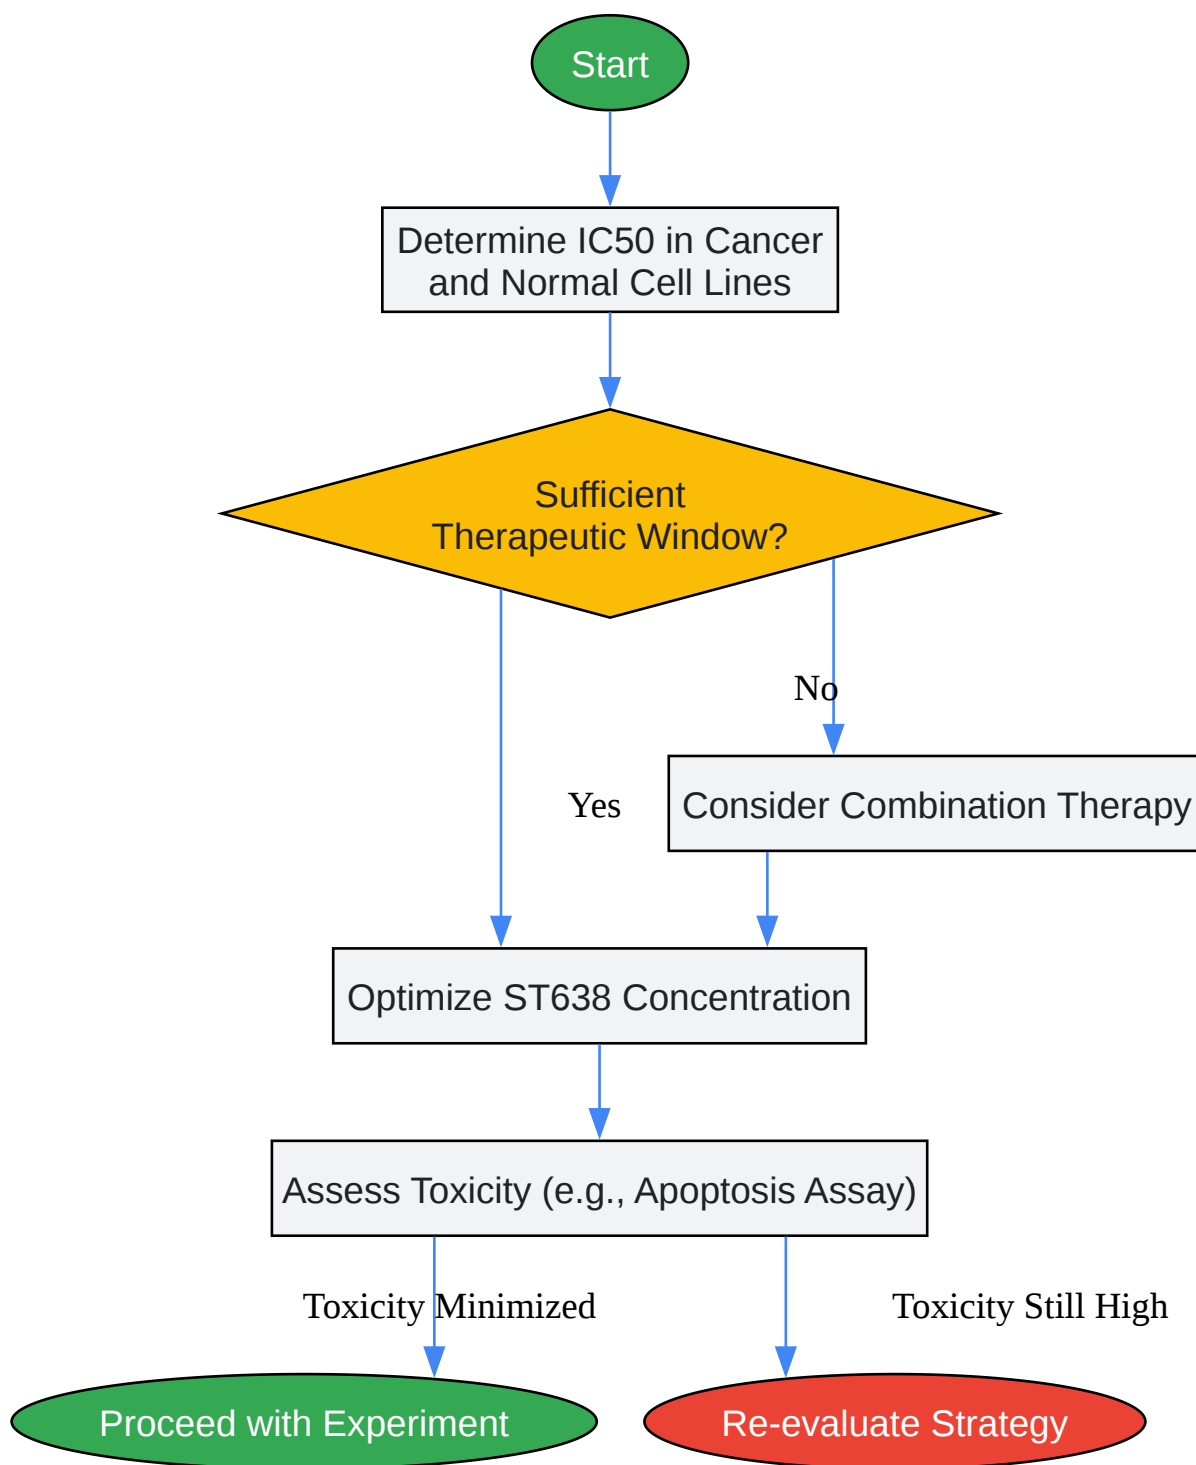 Start
Determine IC50 in Cancer
and Normal Cell Lines
Sufficient
Therapeutic Window?
No
Yes
Consider Combination Therapy
Optimize ST638 Concentration
Assess Toxicity (e.g., Apoptosis Assay)
Toxicity Minimized
Toxicity Still High
Proceed with Experiment
Re-evaluate Strategy